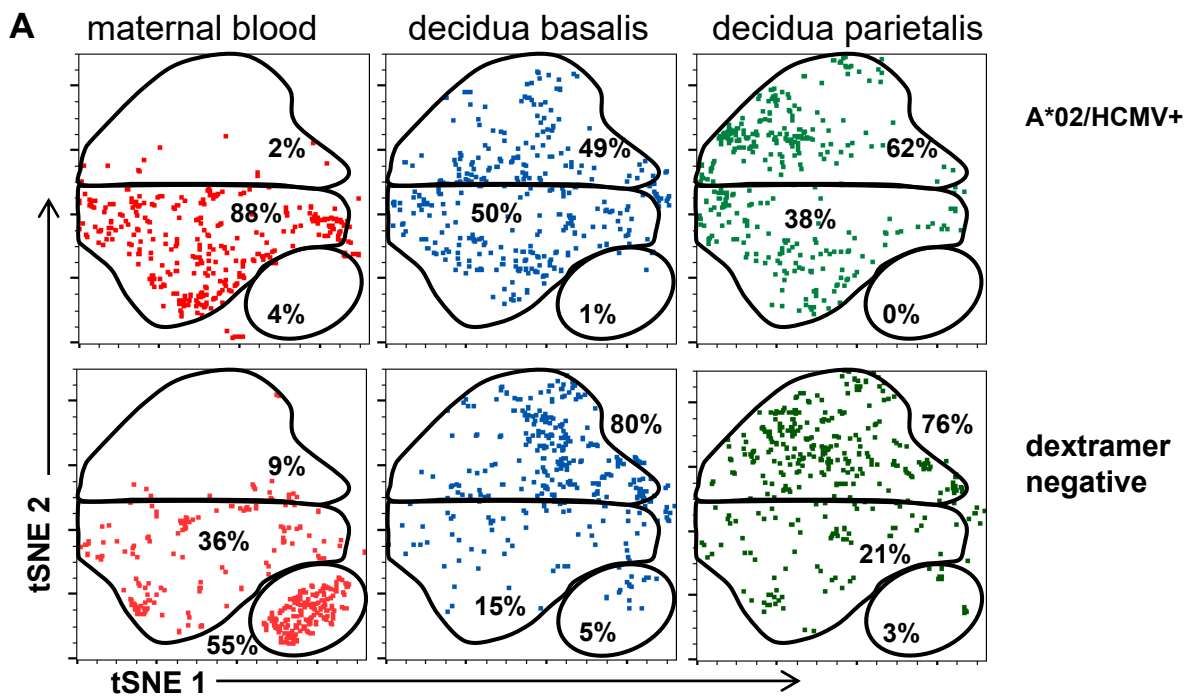 A
maternal blood
decidua basalis
decidua parietalis
A*02/HCMV+
2%
49%
62%
88%
50%
38%
4%
1%
0%
80%
76%
dextramer
negative
9%
36%
21%
15%
55%
5%
3%
tSNE 2
tSNE 1